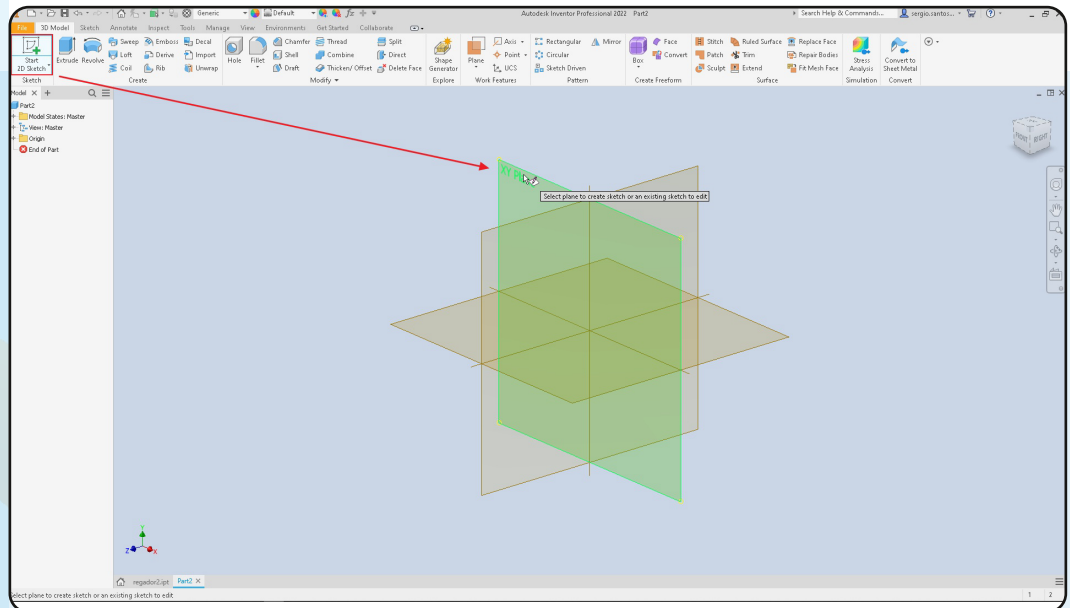 Generic Default Autodesk Inventor Professional 2022 Part2 Search Help & Commands... sergio.santos...
File 3D Model Sketch Annotate Inspect Tools Manage View Environments Get Started Collaborate
Start
2D Sketch
Extrude
Revolve
Sweep Emboss Decal
Loft Derive Import
Coil Rib Unwrap
Hole
Fillet
Chamfer Thread Split
Shell Combine Direct
Draft Thicken/ Offset Delete Face
Shape
Generator
Plane
Axis
Point
UCS
Rectangular Mirror
Circular
Sketch Driven
Box
Face
Convert
Stitch Ruled Surface Replace Face
Patch Trim Repair Bodies
Sculpt Extend Fit Mesh Face
Stress
Analysis
Convert to
Sheet Metal
Sketch Create Modify Explore Work Features Pattern Create Freeform Surface Simulation Convert
Model
Part2
Model States: Master
View: Master
Origin
End of Part
FRONT RIGHT
XY
Select plane to create sketch or an existing sketch to edit
Y
Z X
regador2.ipt Part2
Select plane to create sketch or an existing sketch to edit 1 2